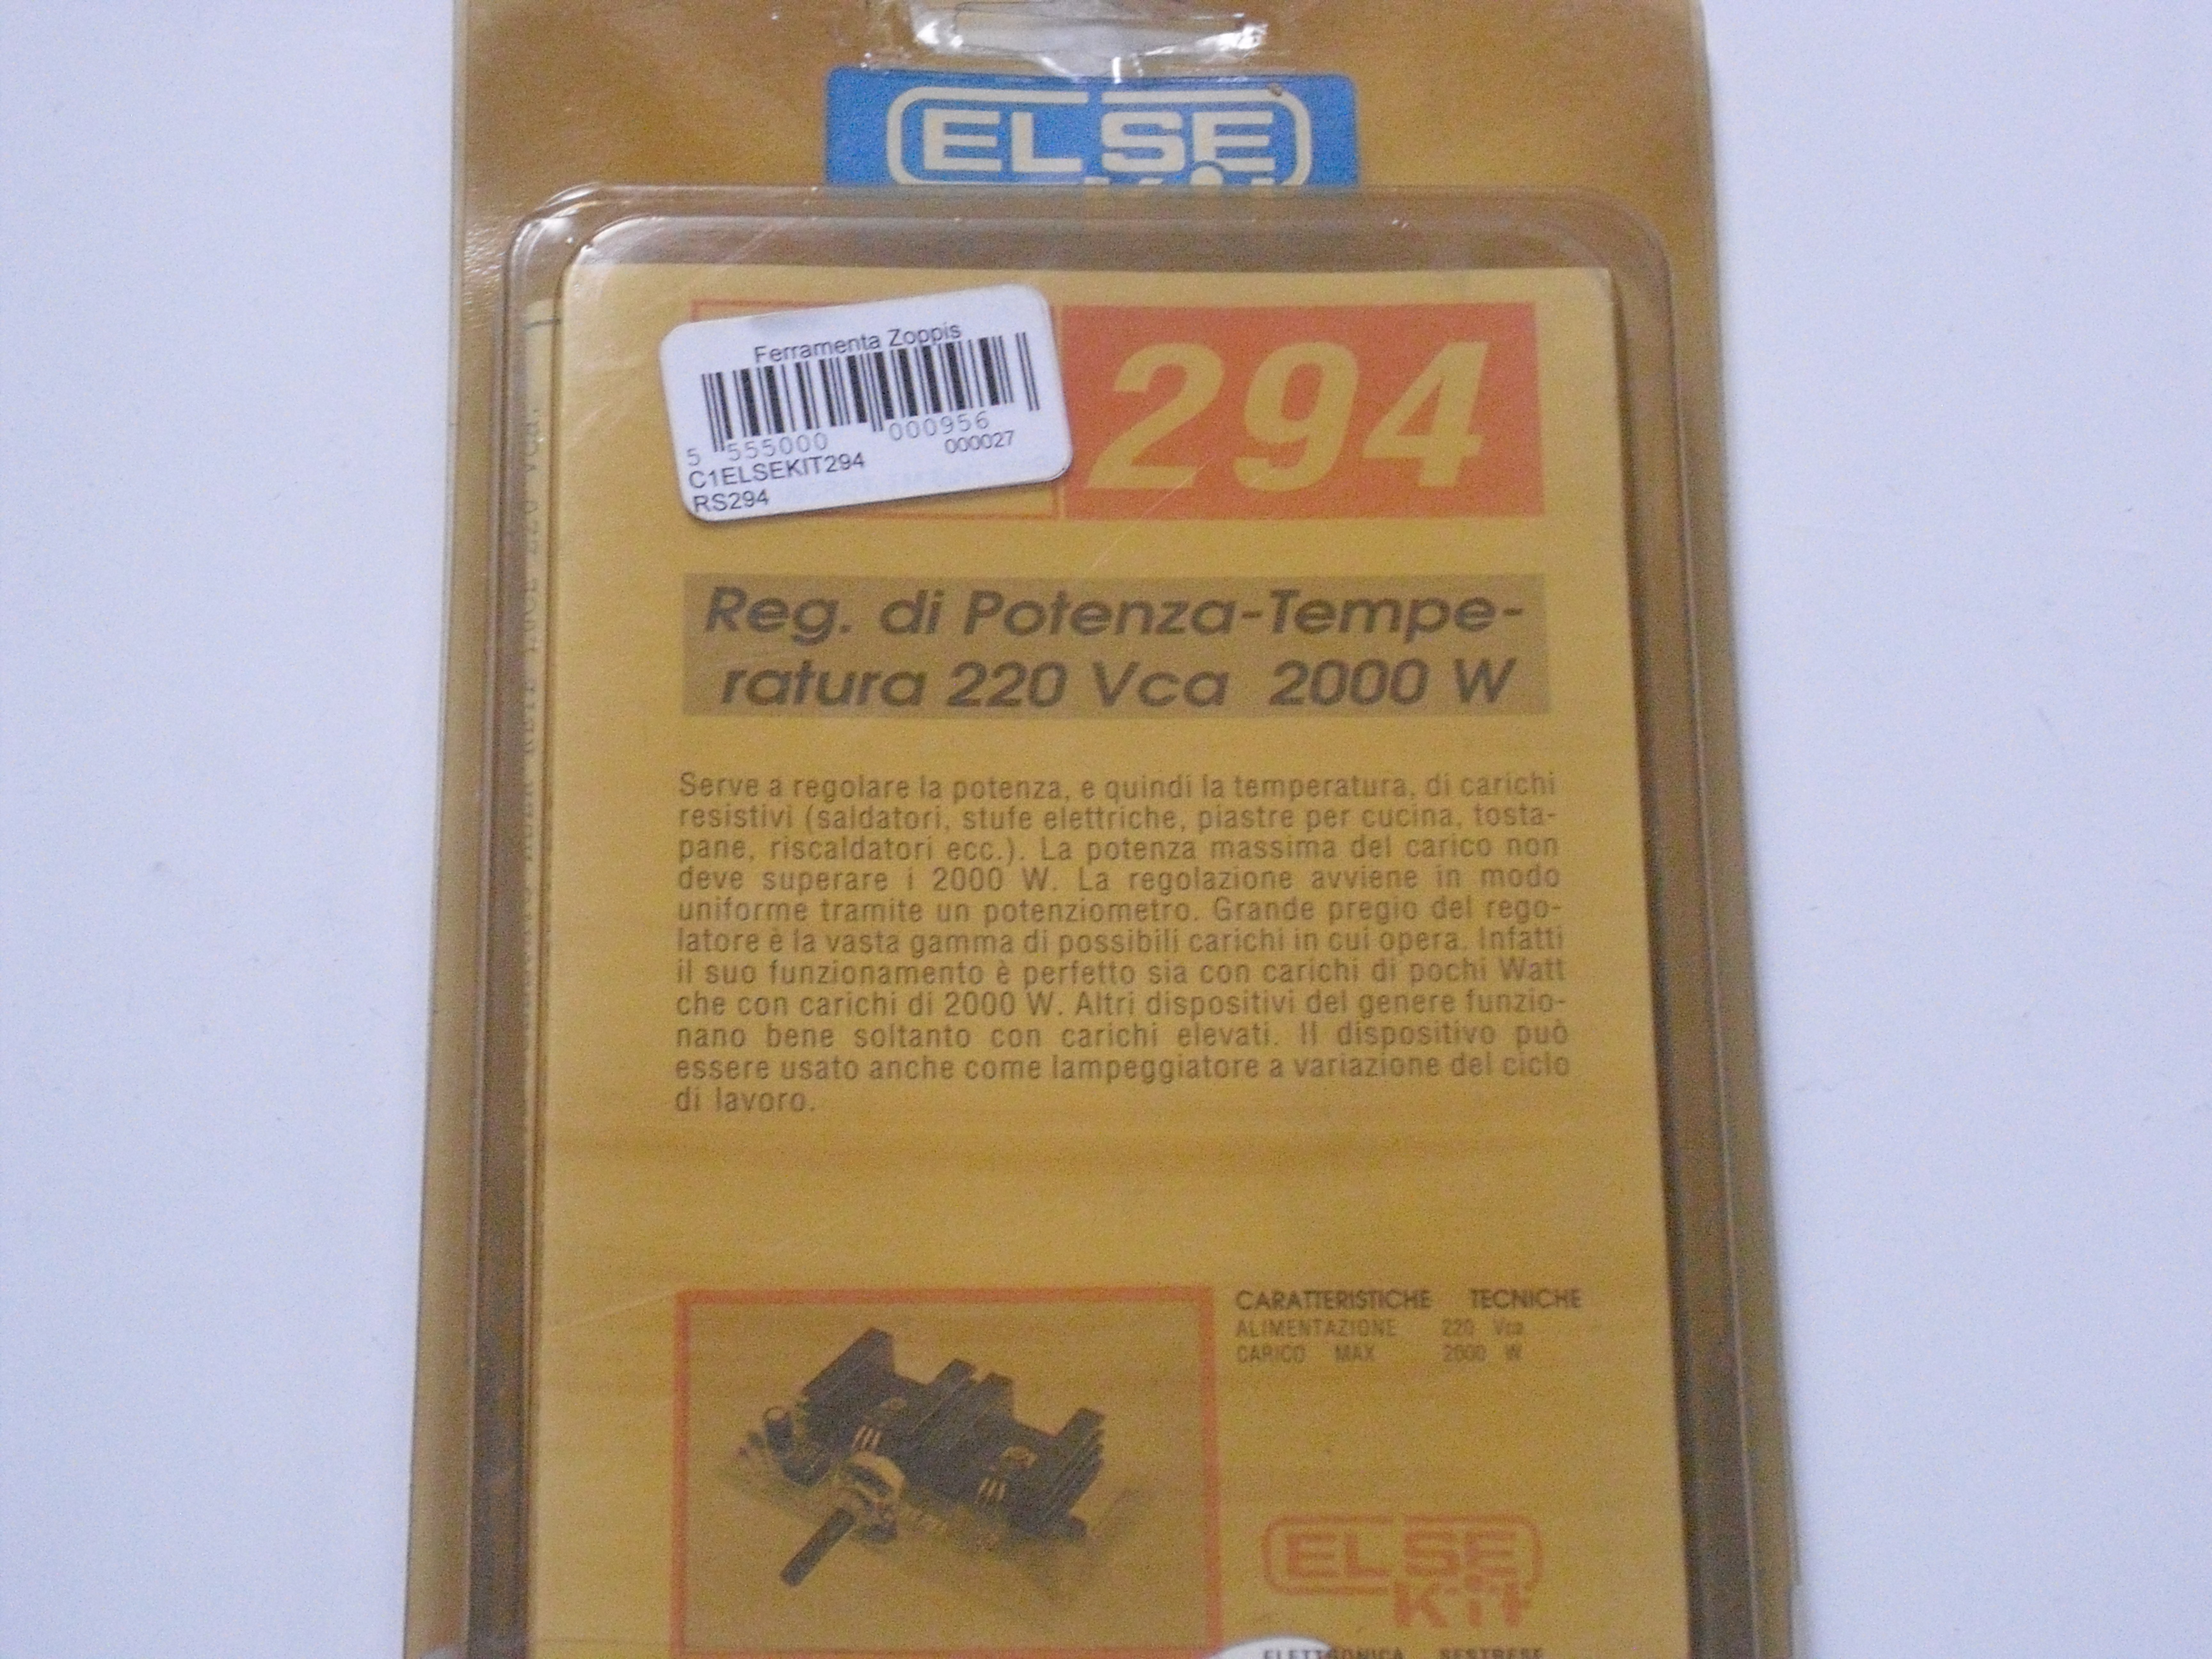 ELSE
Ferramenta Zoppis
5 555000 000956
C1ELSEKIT294 000027
RS294
294
Reg. di Potenza-Tempe-
ratura 220 Vca 2000 W
Serve a regolare la potenza, e quindi la temperatura, di carichi
resistivi (saldatori, stufe elettriche, piastre per cucina, tosta-
pane, riscaldatori ecc.). La potenza massima del carico non
deve superare i 2000 W. La regolazione avviene in modo
uniforme tramite un potenziometro. Grande pregio del rego-
latore è la vasta gamma di possibili carichi in cui opera. Infatti
il suo funzionamento è perfetto sia con carichi di pochi Watt
che con carichi di 2000 W. Altri dispositivi del genere funzio-
nano bene soltanto con carichi elevati. Il dispositivo può
essere usato anche come lampeggiatore a variazione del ciclo
di lavoro.
CARATTERISTICHE TECNICHE
ALIMENTAZIONE 220 Vca
CARICO MAX 2000 W
ELSE
Kit
ELETTRONICA SESTRESE